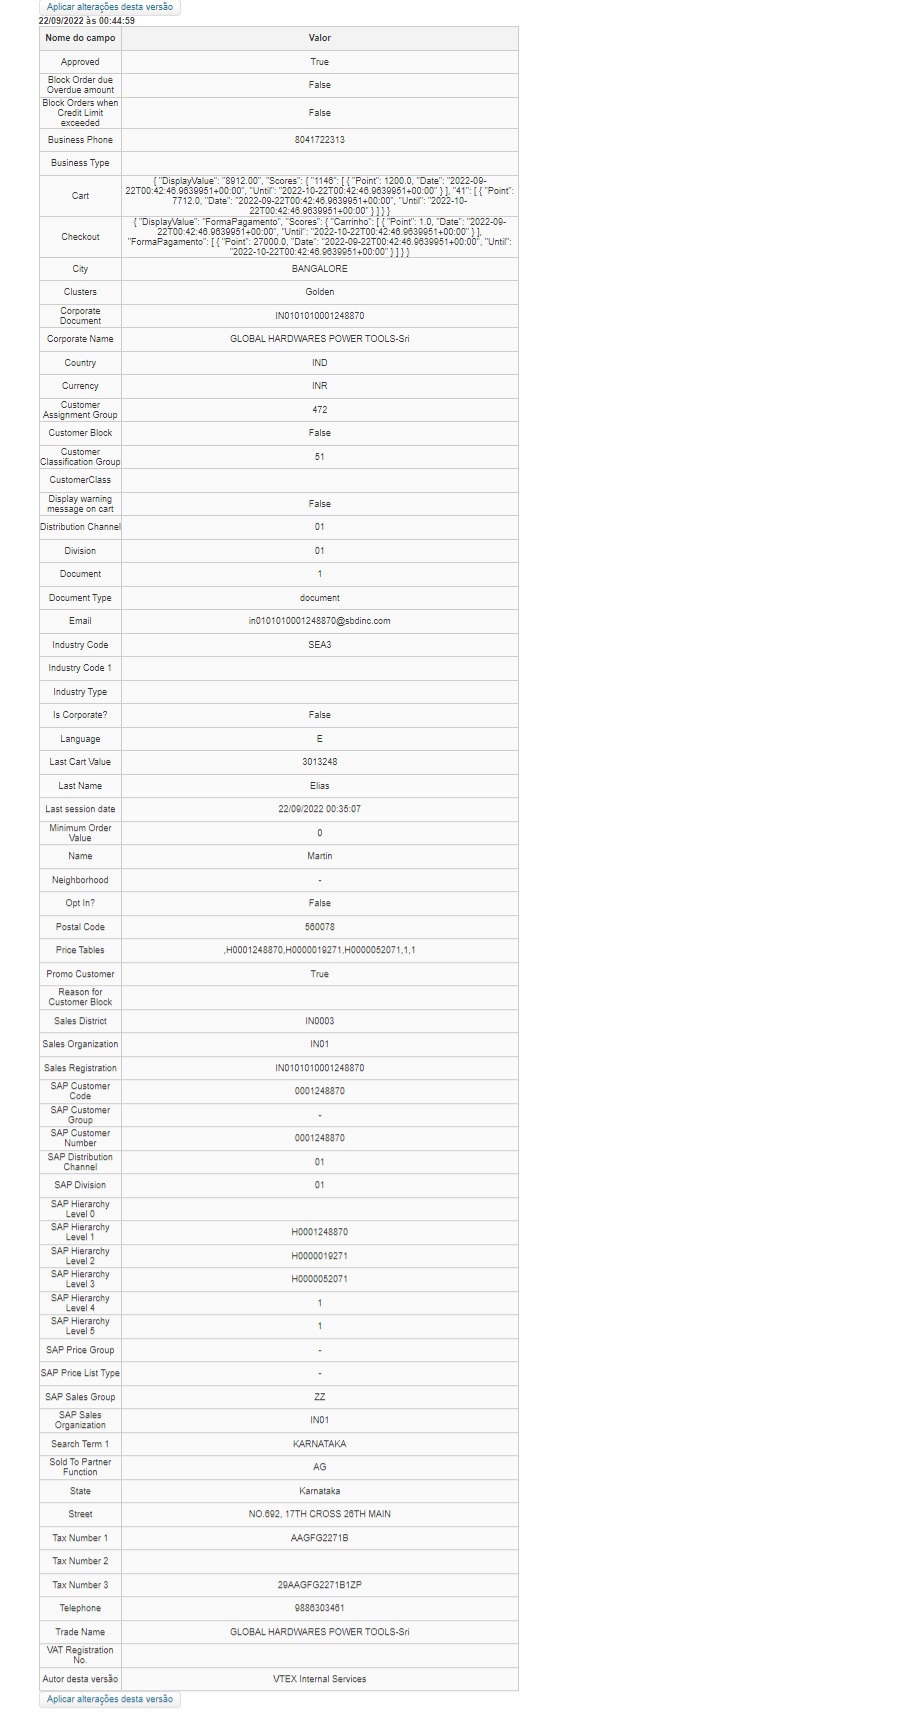 Aplicar alterações desta versão
22/09/2022 às 00:44:59
Nome do campo Valor
Approved True
Block Order due
Overdue amount False
Block Orders when
Credit Limit
exceeded False
Business Phone 8041722313
Business Type
Cart { "DisplayValue": "8912.00", "Scores": { "1146": [ { "Point": 1200.0, "Date": "2022-09-
22T00:42:46.9639951+00:00", "Until": "2022-10-22T00:42:46.9639951+00:00" } ], "41": [ { "Point":
7712.0, "Date": "2022-09-22T00:42:46.9639951+00:00", "Until": "2022-10-
22T00:42:46.9639951+00:00" } ] } }
Checkout { "DisplayValue": "FormaPagamento", "Scores": { "Carrinho": [ { "Point": 1.0, "Date": "2022-09-
22T00:42:46.9639951+00:00", "Until": "2022-10-22T00:42:46.9639951+00:00" } ],
"FormaPagamento": [ { "Point": 27000.0, "Date": "2022-09-22T00:42:46.9639951+00:00", "Until":
"2022-10-22T00:42:46.9639951+00:00" } ] } }
City BANGALORE
Clusters Golden
Corporate
Document IN0101010001248870
Corporate Name GLOBAL HARDWARES POWER TOOLS-Sri
Country IND
Currency INR
Customer
Assignment Group 472
Customer Block False
Customer
Classification Group 51
CustomerClass
Display warning
message on cart False
Distribution Channel 01
Division 01
Document 1
Document Type document
Email in0101010001248870@sbdinc.com
Industry Code SEA3
Industry Code 1
Industry Type
Is Corporate? False
Language E
Last Cart Value 3013248
Last Name Elias
Last session date 22/09/2022 00:35:07
Minimum Order
Value 0
Name Martin
Neighborhood -
Opt In? False
Postal Code 560078
Price Tables ,H0001248870,H0000019271,H0000052071,1,1
Promo Customer True
Reason for
Customer Block
Sales District IN0003
Sales Organization IN01
Sales Registration IN0101010001248870
SAP Customer
Code 0001248870
SAP Customer
Group -
SAP Customer
Number 0001248870
SAP Distribution
Channel 01
SAP Division 01
SAP Hierarchy
Level 0
SAP Hierarchy
Level 1 H0001248870
SAP Hierarchy
Level 2 H0000019271
SAP Hierarchy
Level 3 H0000052071
SAP Hierarchy
Level 4 1
SAP Hierarchy
Level 5 1
SAP Price Group -
SAP Price List Type -
SAP Sales Group ZZ
SAP Sales
Organization IN01
Search Term 1 KARNATAKA
Sold To Partner
Function AG
State Karnataka
Street NO.692, 17TH CROSS 26TH MAIN
Tax Number 1 AAGFG2271B
Tax Number 2
Tax Number 3 29AAGFG2271B1ZP
Telephone 9886303461
Trade Name GLOBAL HARDWARES POWER TOOLS-Sri
VAT Registration
No.
Autor desta versão VTEX Internal Services
Aplicar alterações desta versão